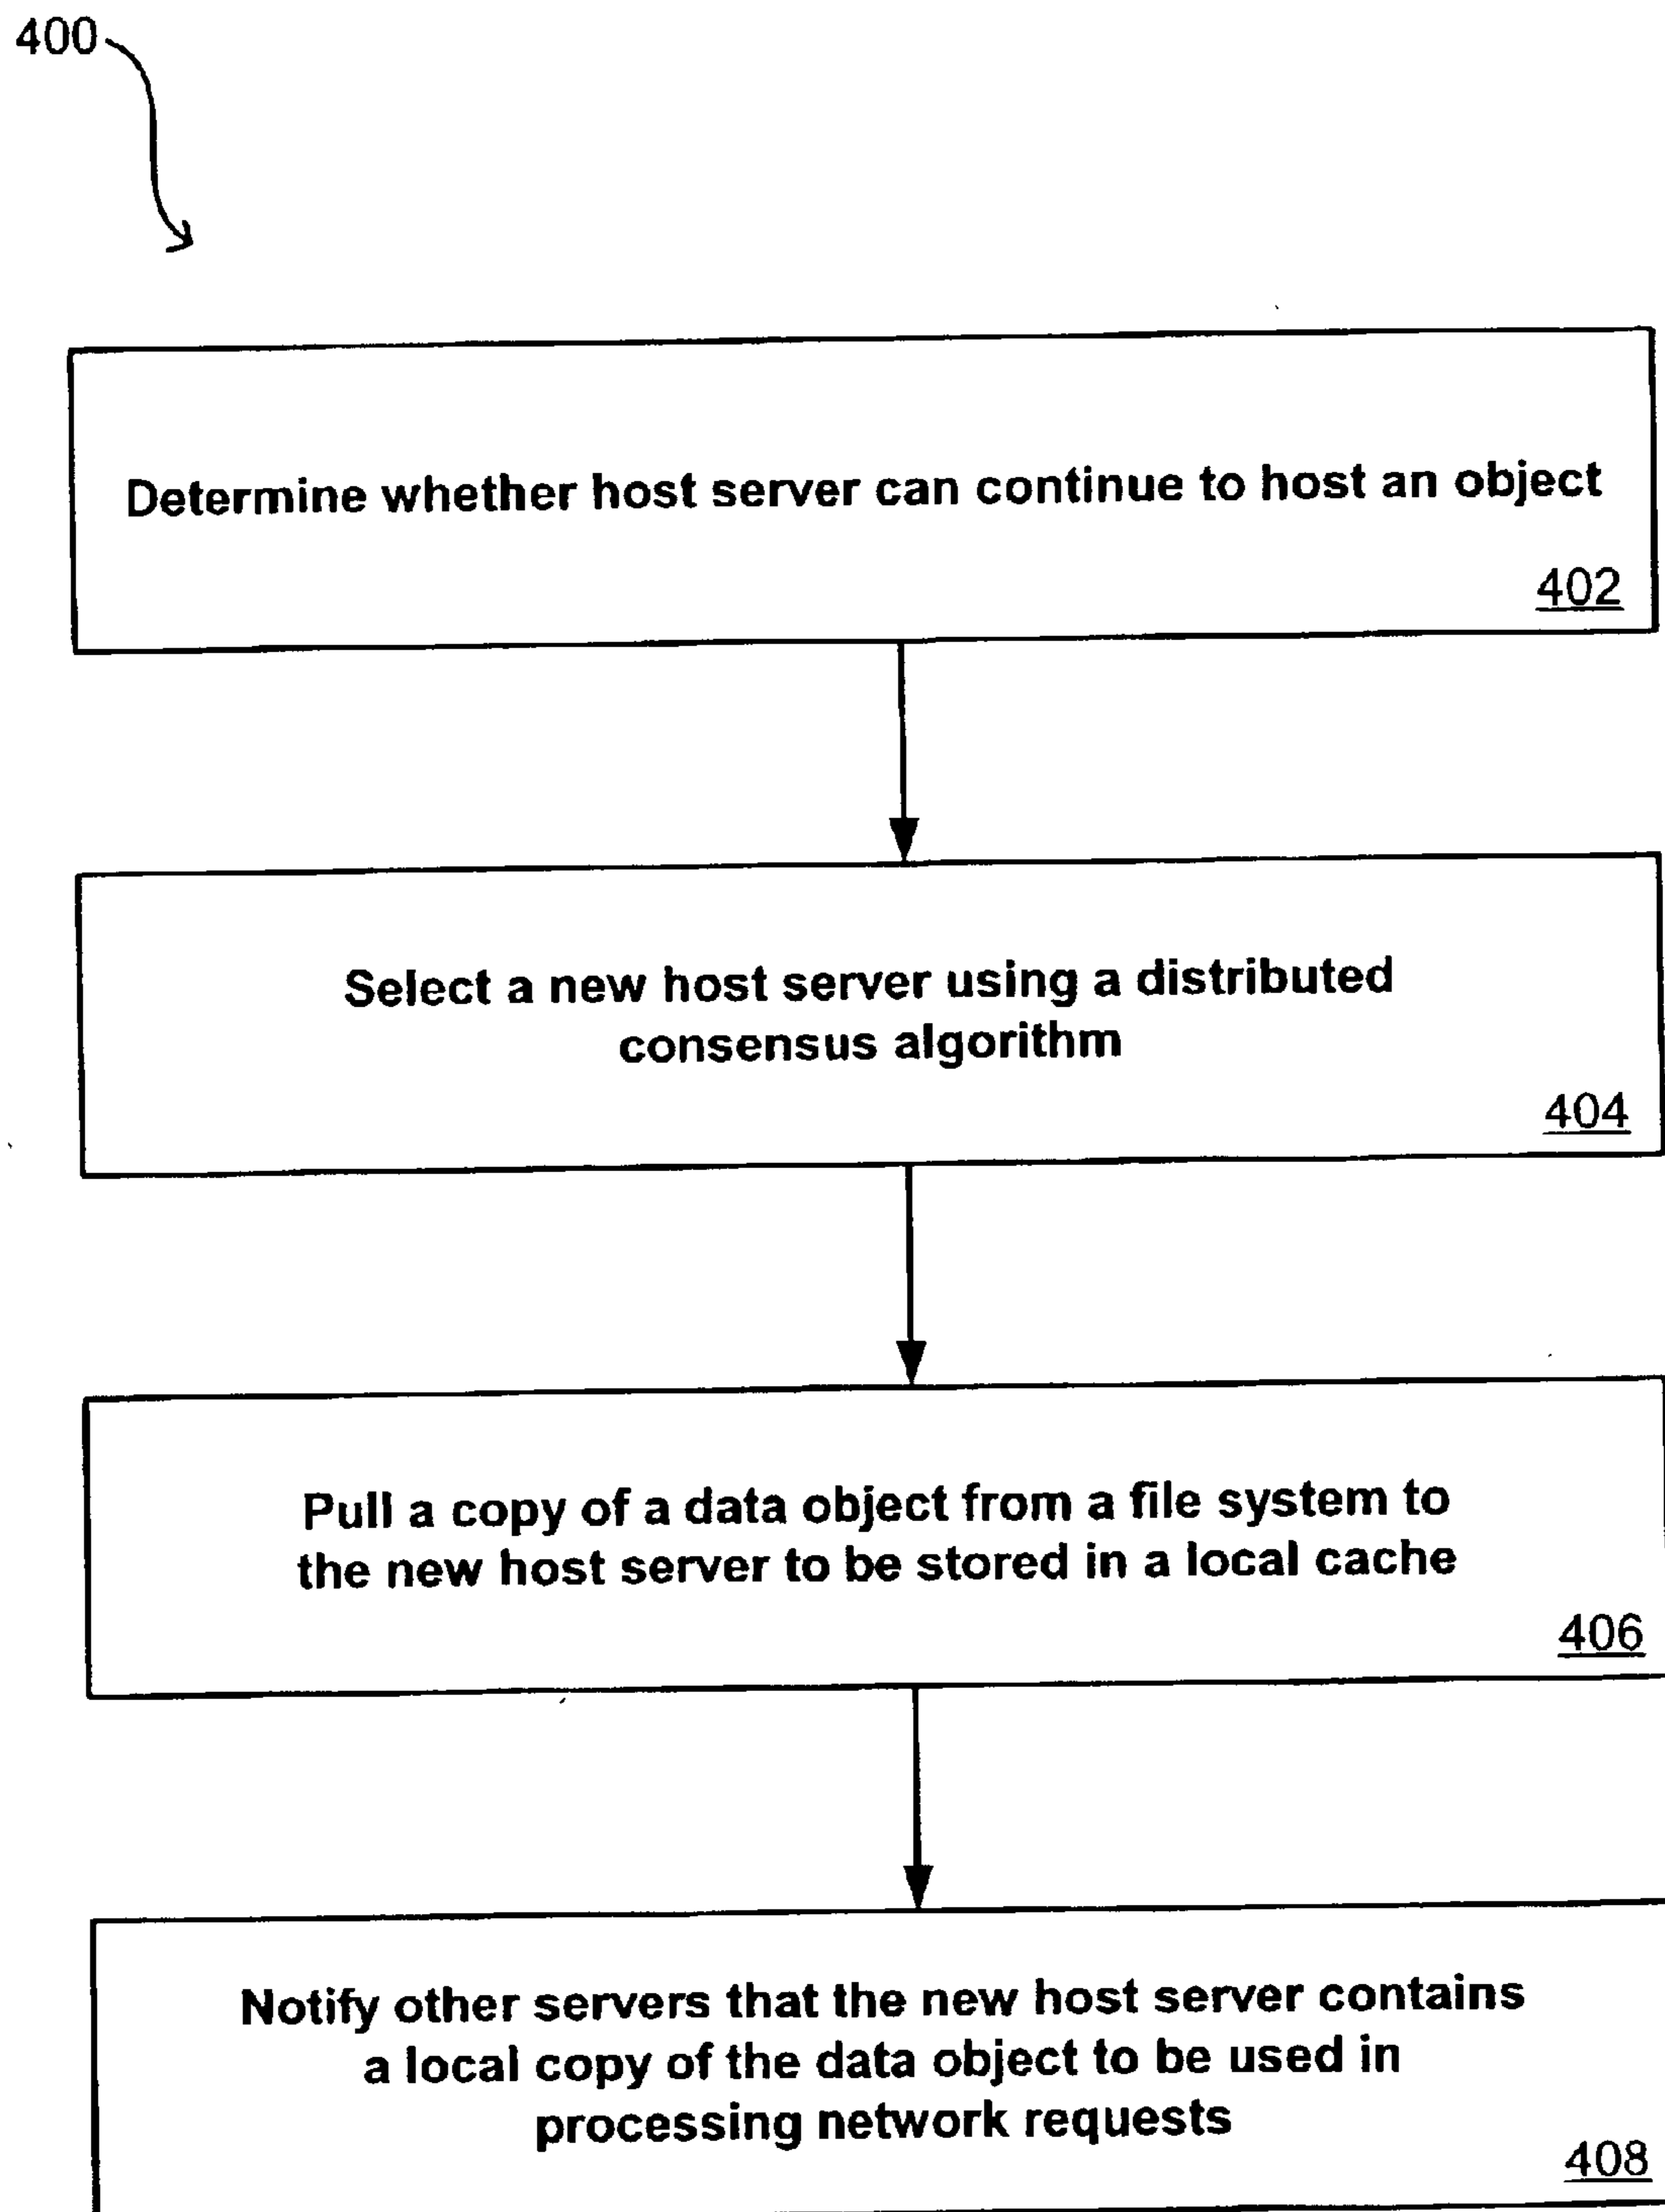 400
Determine whether host server can continue to host an object
402
Select a new host server using a distributed
consensus algorithm
404
Pull a copy of a data object from a file system to
the new host server to be stored in a local cache
406
Notify other servers that the new host server contains
a local copy of the data object to be used in
processing network requests
408